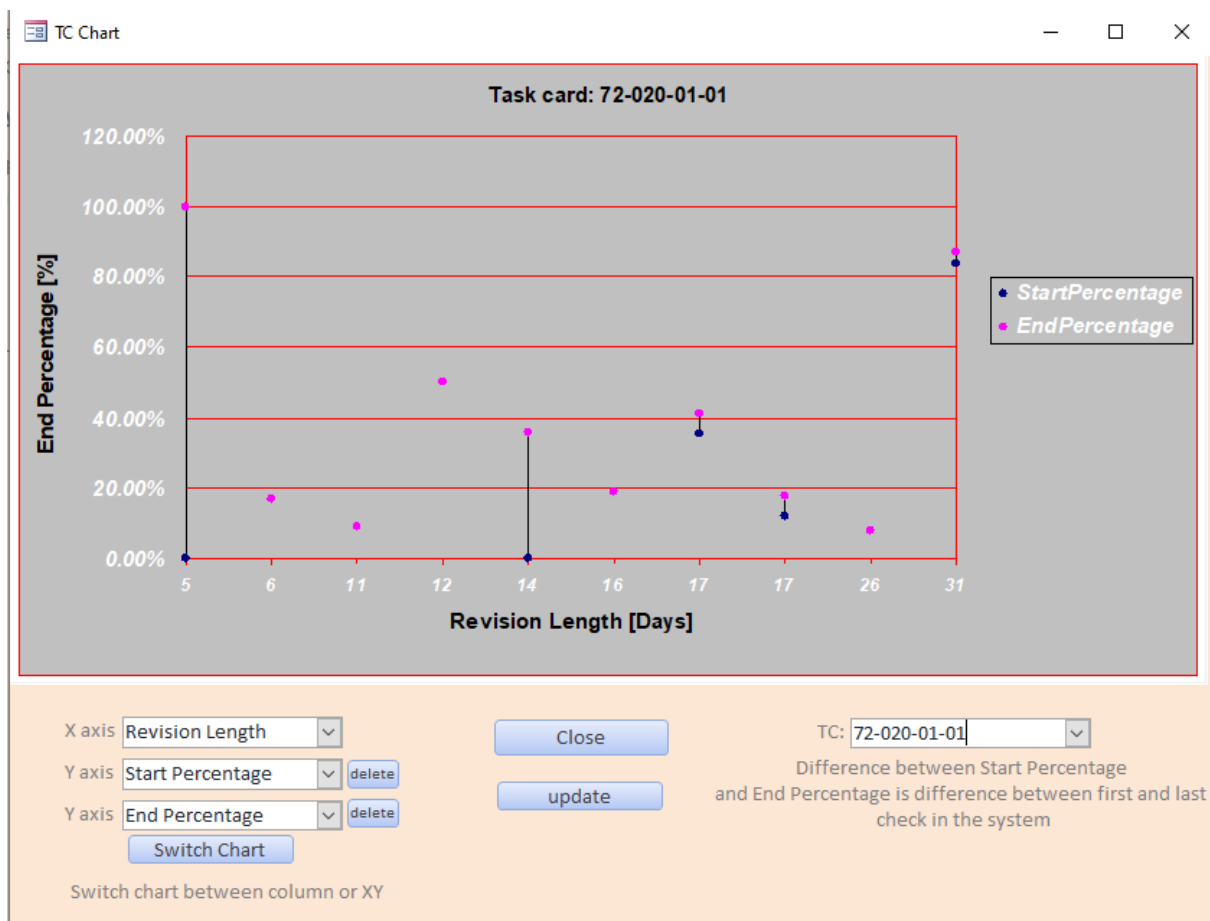 TC Chart
Task card: 72-020-01-01
120.00%
100.00%
80.00%
60.00%
40.00%
20.00%
0.00%
End Percentage [%]
5 6 11 12 14 16 17 17 26 31
Revision Length [Days]
StartPercentage
EndPercentage
X axis Revision Length
Y axis Start Percentage delete
Y axis End Percentage delete
Switch Chart
Switch chart between column or XY
Close
update
TC: 72-020-01-01
Difference between Start Percentage
and End Percentage is difference between first and last
check in the system